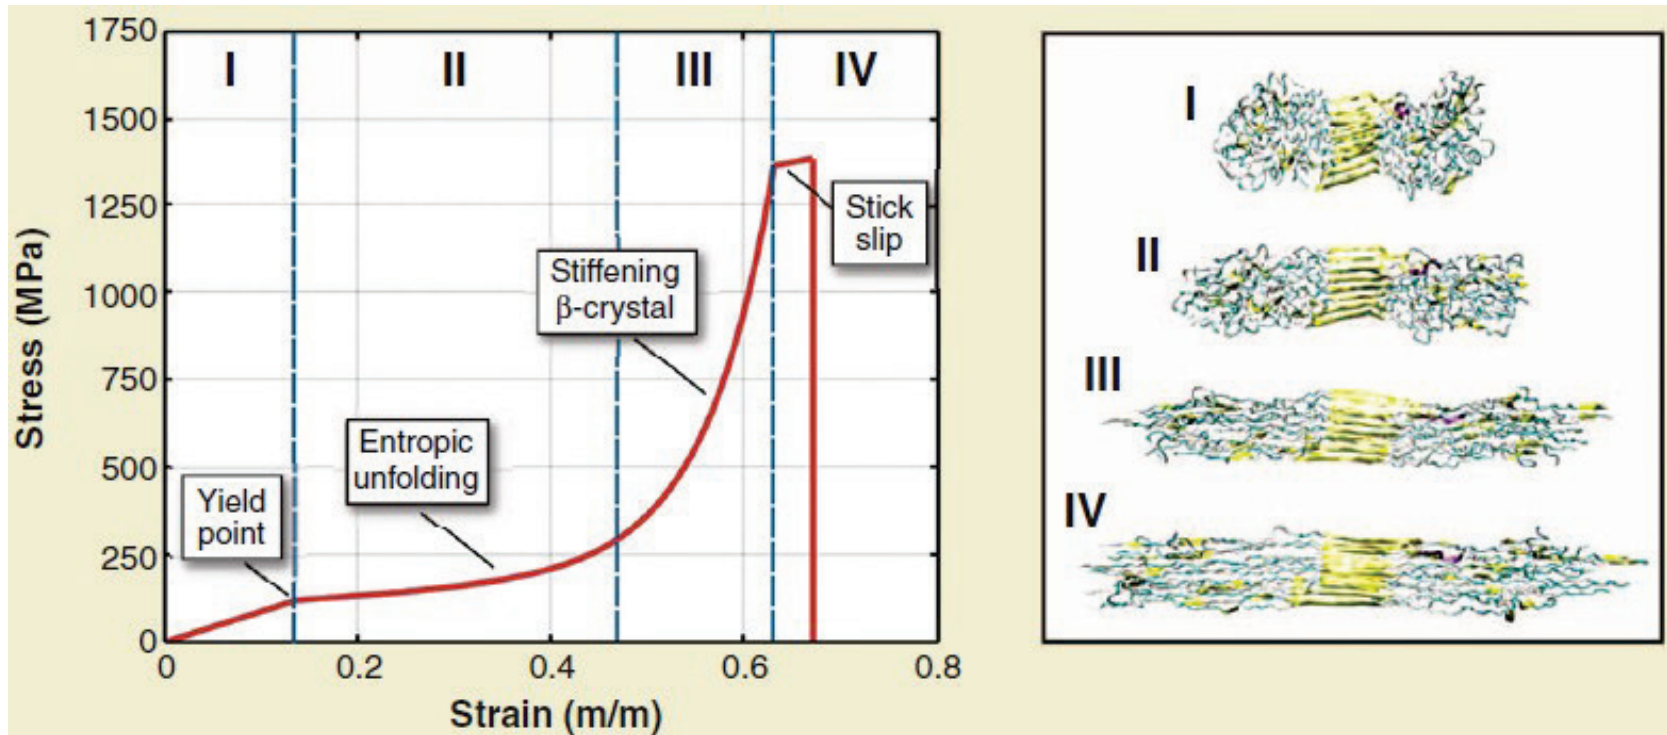 1750
1500
1250
1000
750
500
250
0
Stress (MPa)
I
II
III
IV
Yield
point
Entropic
unfolding
Stiffening
β-crystal
Stick
slip
0
0.2
0.4
0.6
0.8
Strain (m/m)
I
II
III
IV